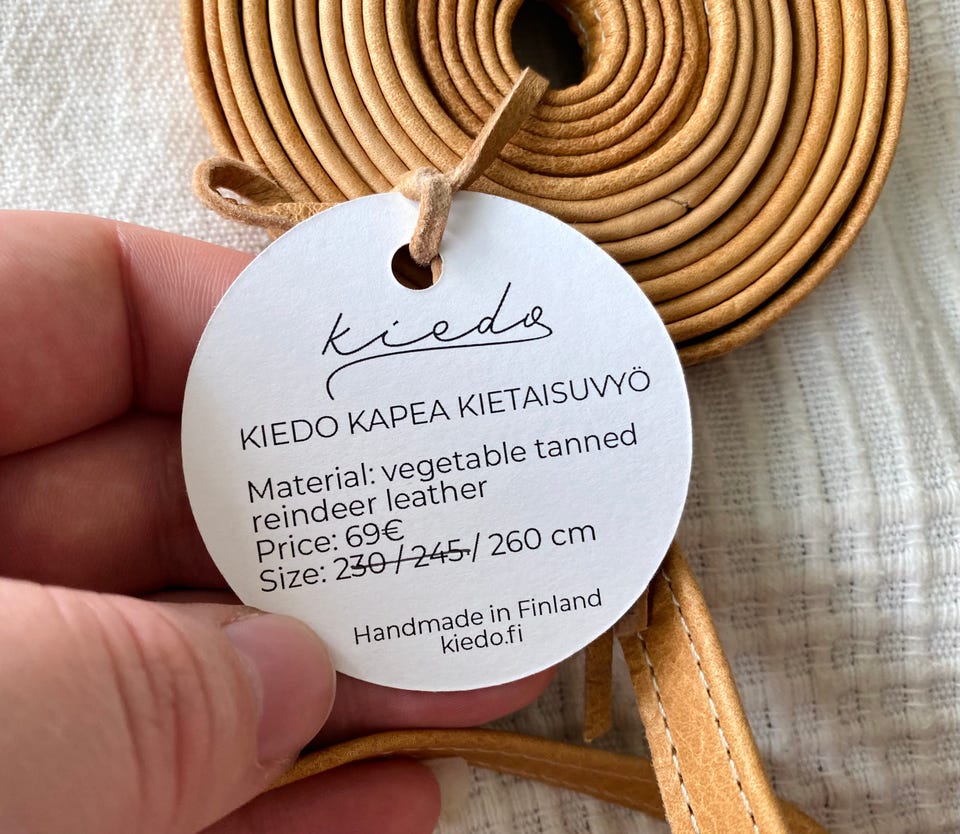 kiedo
KIEDO KAPEA KIETAISUVYÖ
Material: vegetable tanned
reindeer leather
Price: 69€
Size: 230 / 245 / 260 cm
Handmade in Finland
kiedo.fi